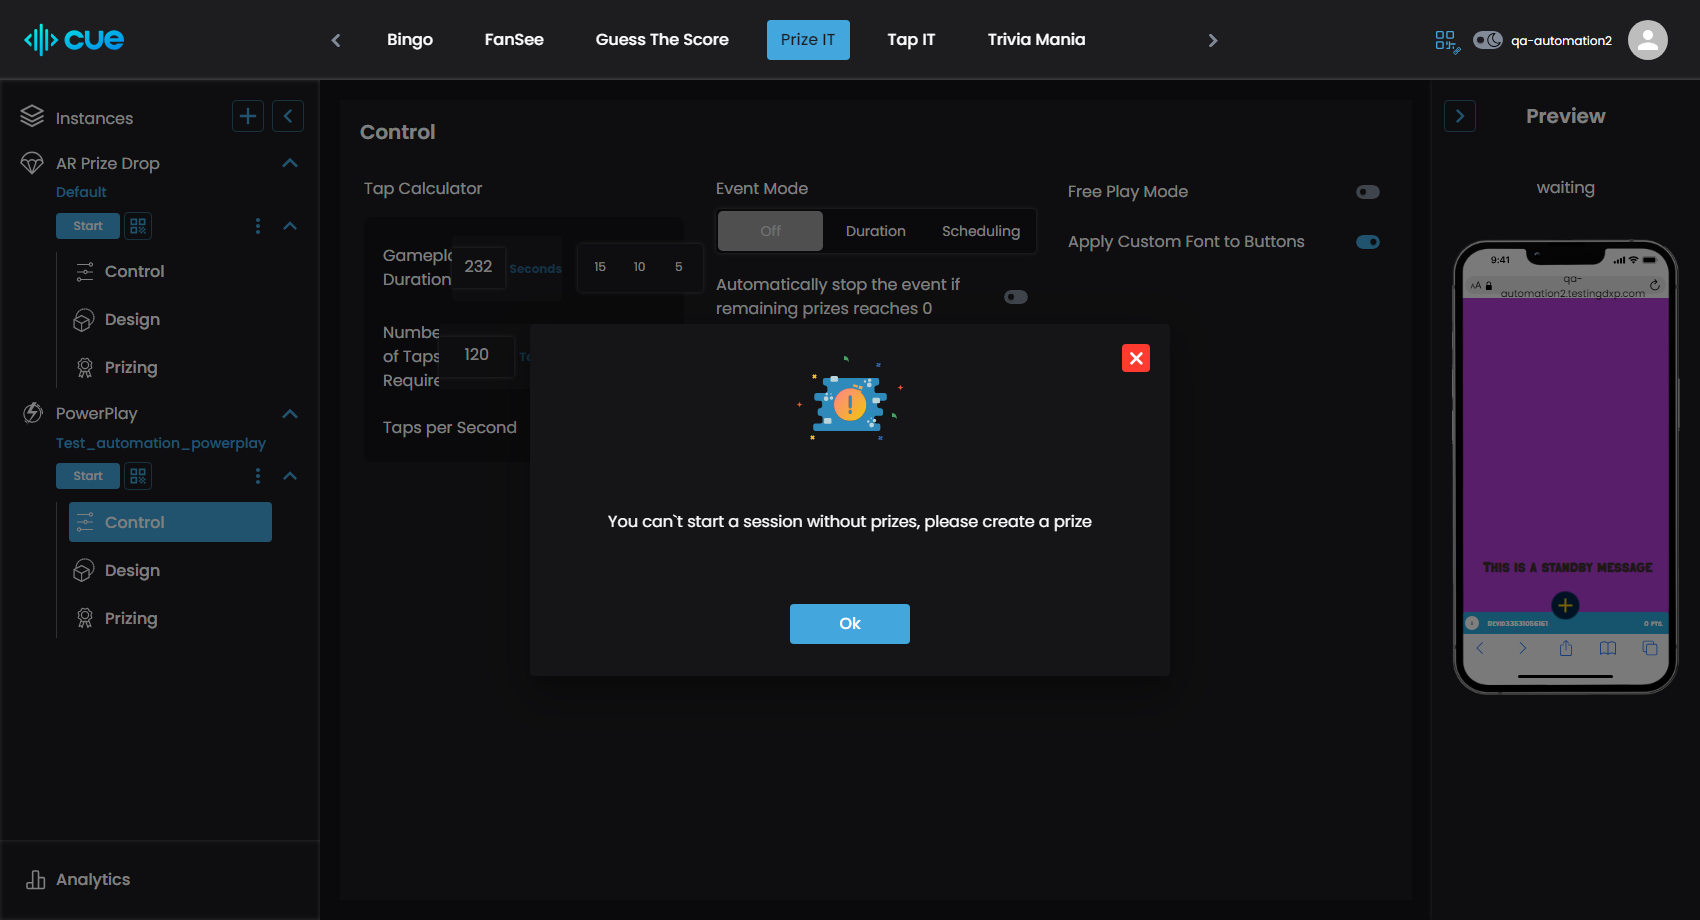 cue
Bingo
FanSee
Guess The Score
Prize IT
Tap IT
Trivia Mania
qa-automation2
Instances
AR Prize Drop
Default
Start
Control
Design
Prizing
PowerPlay
Test_automation_powerplay
Start
Control
Design
Prizing
Analytics
Control
Tap Calculator
Gamepla
Duration
232
Seconds
15
10
5
Numbe
of Taps
Require
120
Taps per Second
Event Mode
Off
Duration
Scheduling
Automatically stop the event if
remaining prizes reaches 0
Free Play Mode
Apply Custom Font to Buttons
You can`t start a session without prizes, please create a prize
Ok
Preview
waiting
9:41
AA
qa-
automation2.testingdxp.com
This is a standby message
0 PTS.